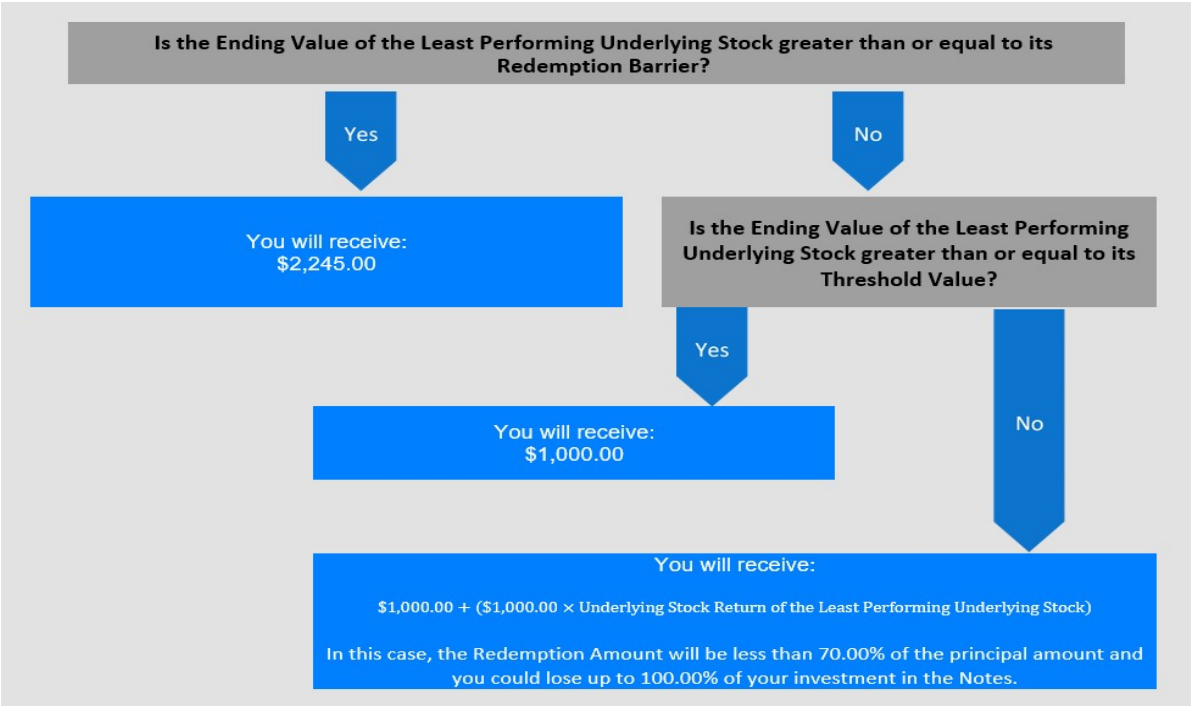 Is the Ending Value of the Least Performing Underlying Stock greater than or equal to its
Redemption Barrier?
Yes
No
You will receive:
$2,245.00
Is the Ending Value of the Least Performing
Underlying Stock greater than or equal to its
Threshold Value?
Yes
No
You will receive:
$1,000.00
You will receive:
$1,000.00 + ($1,000.00 × Underlying Stock Return of the Least Performing Underlying Stock)
In this case, the Redemption Amount will be less than 70.00% of the principal amount and
you could lose up to 100.00% of your investment in the Notes.